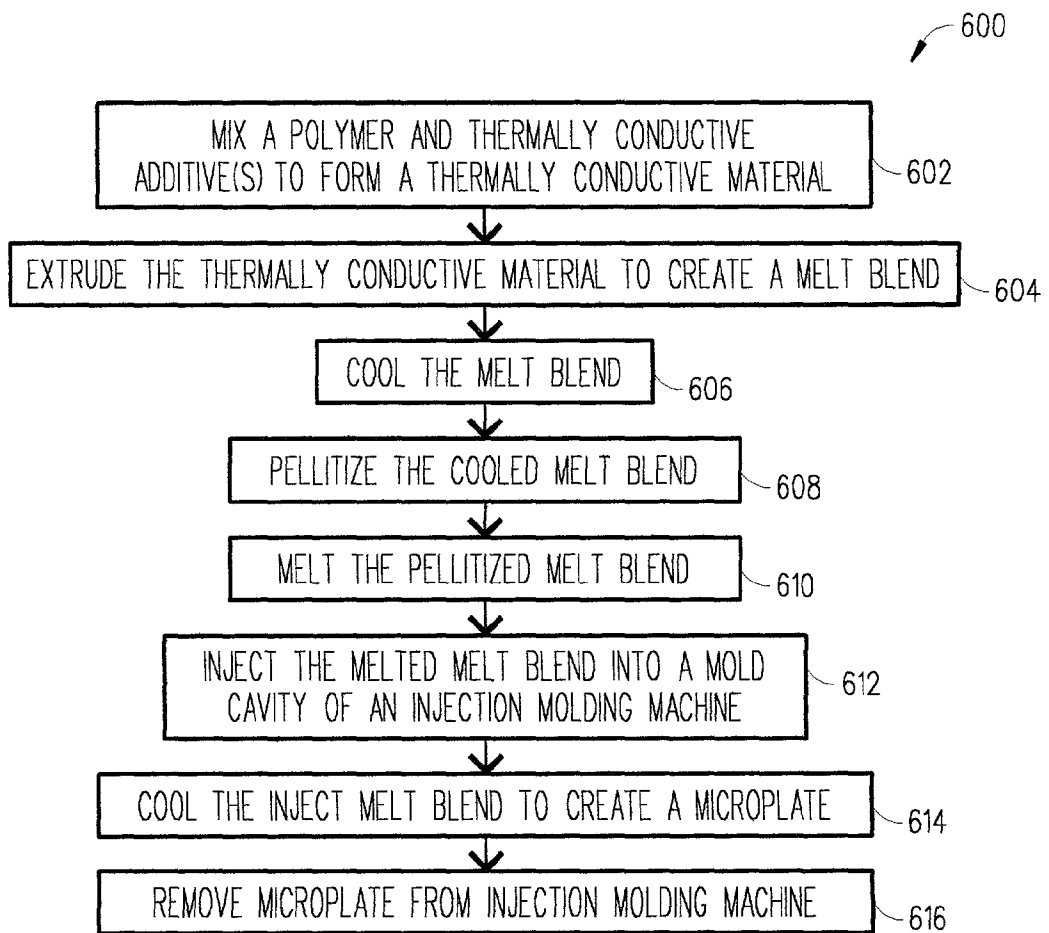 600
MIX A POLYMER AND THERMALLY CONDUCTIVE
ADDITIVE(S) TO FORM A THERMALLY CONDUCTIVE MATERIAL
602
EXTRUDE THE THERMALLY CONDUCTIVE MATERIAL TO CREATE A MELT BLEND
604
COOL THE MELT BLEND
606
PELLITIZE THE COOLED MELT BLEND
608
MELT THE PELLITIZED MELT BLEND
610
INJECT THE MELTED MELT BLEND INTO A MOLD
CAVITY OF AN INJECTION MOLDING MACHINE
612
COOL THE INJECT MELT BLEND TO CREATE A MICROPLATE
614
REMOVE MICROPLATE FROM INJECTION MOLDING MACHINE
616